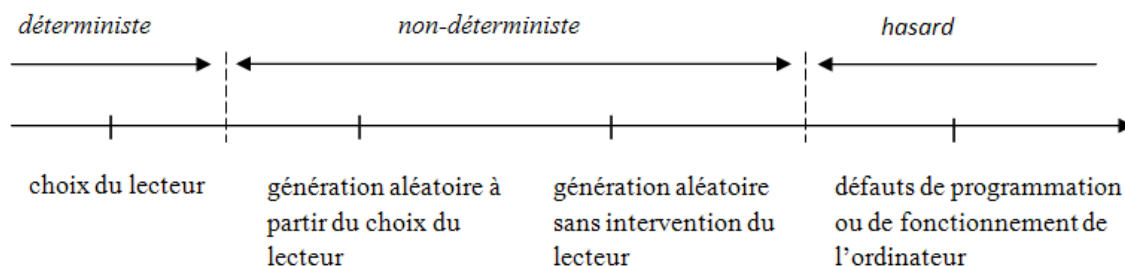 déterministe
non-déterministe
hasard
choix du lecteur
génération aléatoire à
partir du choix du
lecteur
génération aléatoire
sans intervention du
lecteur
défauts de programmation
ou de fonctionnement de
l'ordinateur